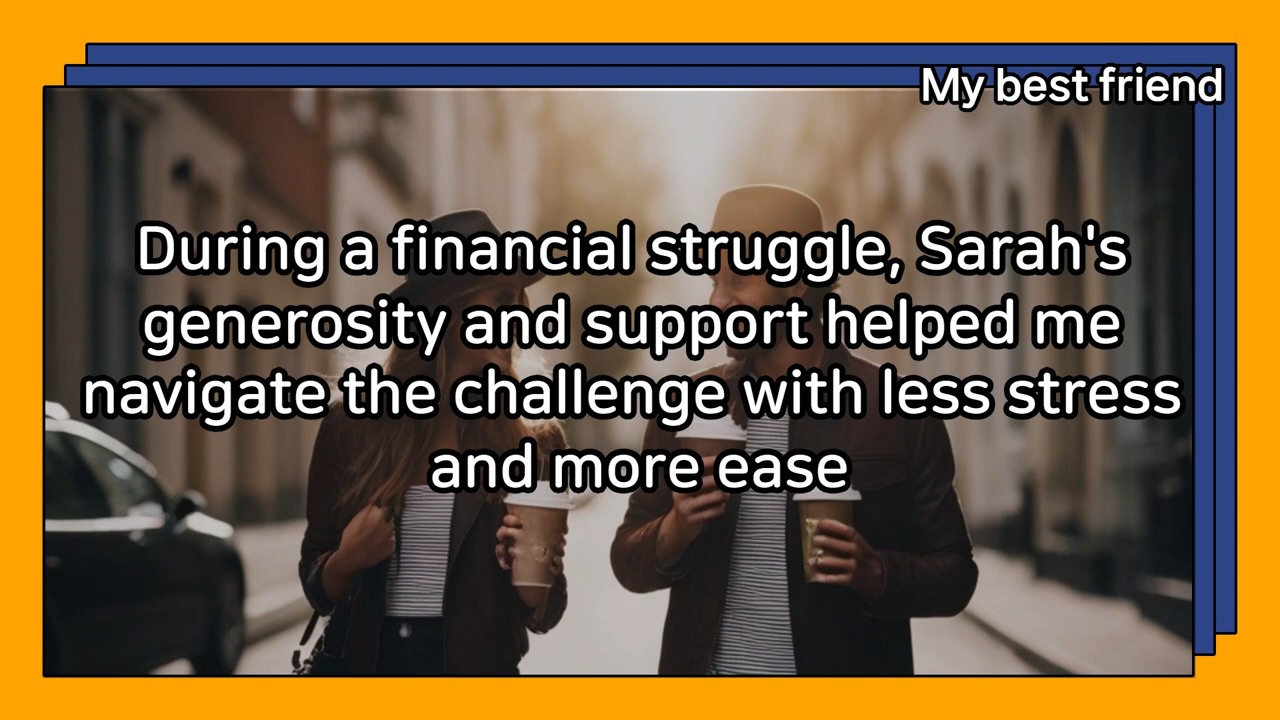 My best friend
During a financial struggle, Sarah's
generosity and support helped me
navigate the challenge with less stress
and more ease